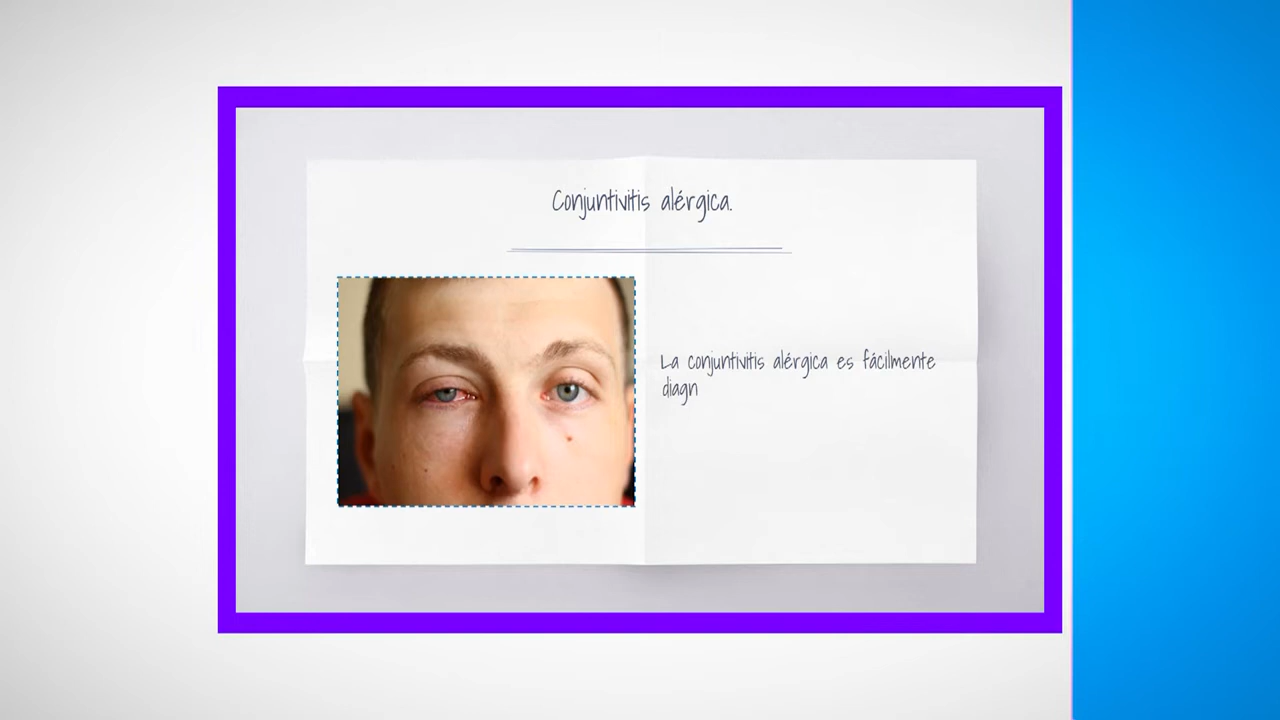 Conjuntivitis alérgica.
La conjuntivitis alérgica es fácilmente
diagn